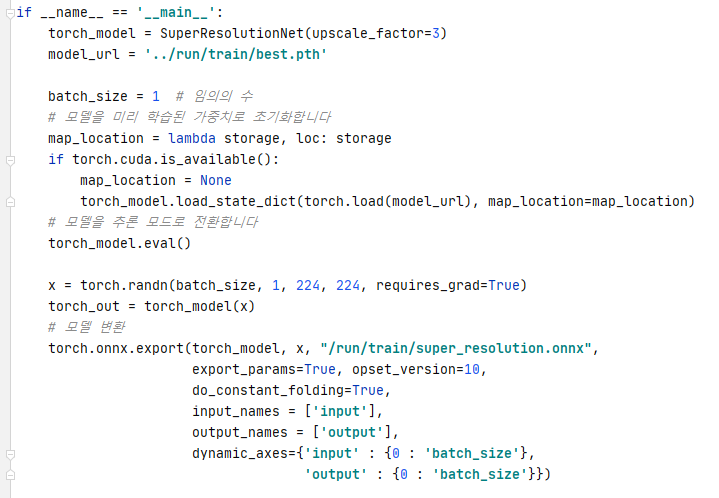 if __name__ == '__main__':
    torch_model = SuperResolutionNet(upscale_factor=3)
    model_url = '../run/train/best.pth'

    batch_size = 1  # 임의의 수
    # 모델을 미리 학습된 가중치로 초기화합니다
    map_location = lambda storage, loc: storage
    if torch.cuda.is_available():
        map_location = None
        torch_model.load_state_dict(torch.load(model_url), map_location=map_location)
    # 모델을 추론 모드로 전환합니다
    torch_model.eval()

    x = torch.randn(batch_size, 1, 224, 224, requires_grad=True)
    torch_out = torch_model(x)
    # 모델 변환
    torch.onnx.export(torch_model, x, "/run/train/super_resolution.onnx",
                      export_params=True, opset_version=10,
                      do_constant_folding=True,
                      input_names = ['input'],
                      output_names = ['output'],
                      dynamic_axes={'input' : {0 : 'batch_size'},
                                    'output' : {0 : 'batch_size'}})